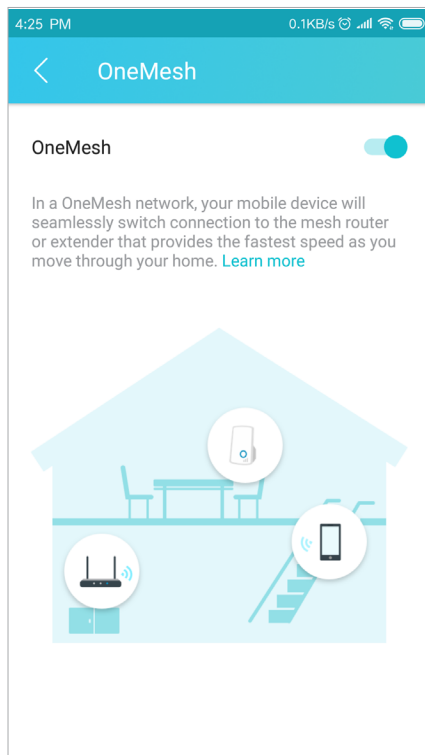 4:25 PM 0.1KB/s
OneMesh
OneMesh
In a OneMesh network, your mobile device will
seamlessly switch connection to the mesh router
or extender that provides the fastest speed as you
move through your home. Learn more